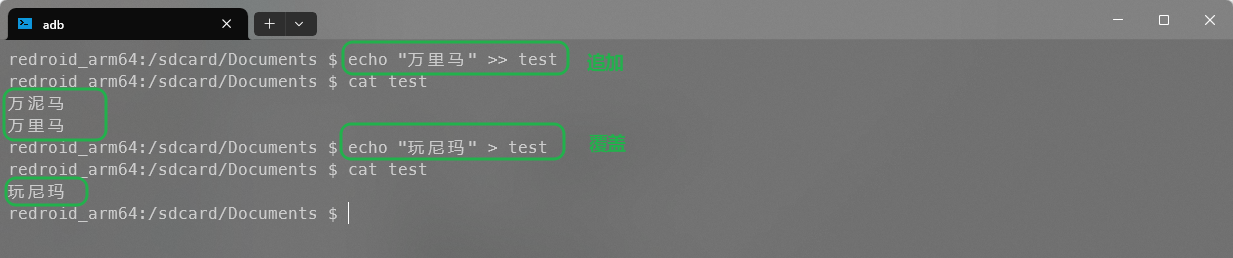 adb
redroid_arm64:/sdcard/Documents $ echo "万里马" >> test 追加
redroid_arm64:/sdcard/Documents $ cat test
万泥马
万里马
redroid_arm64:/sdcard/Documents $ echo "玩尼玛" > test 覆盖
redroid_arm64:/sdcard/Documents $ cat test
玩尼玛
redroid_arm64:/sdcard/Documents $